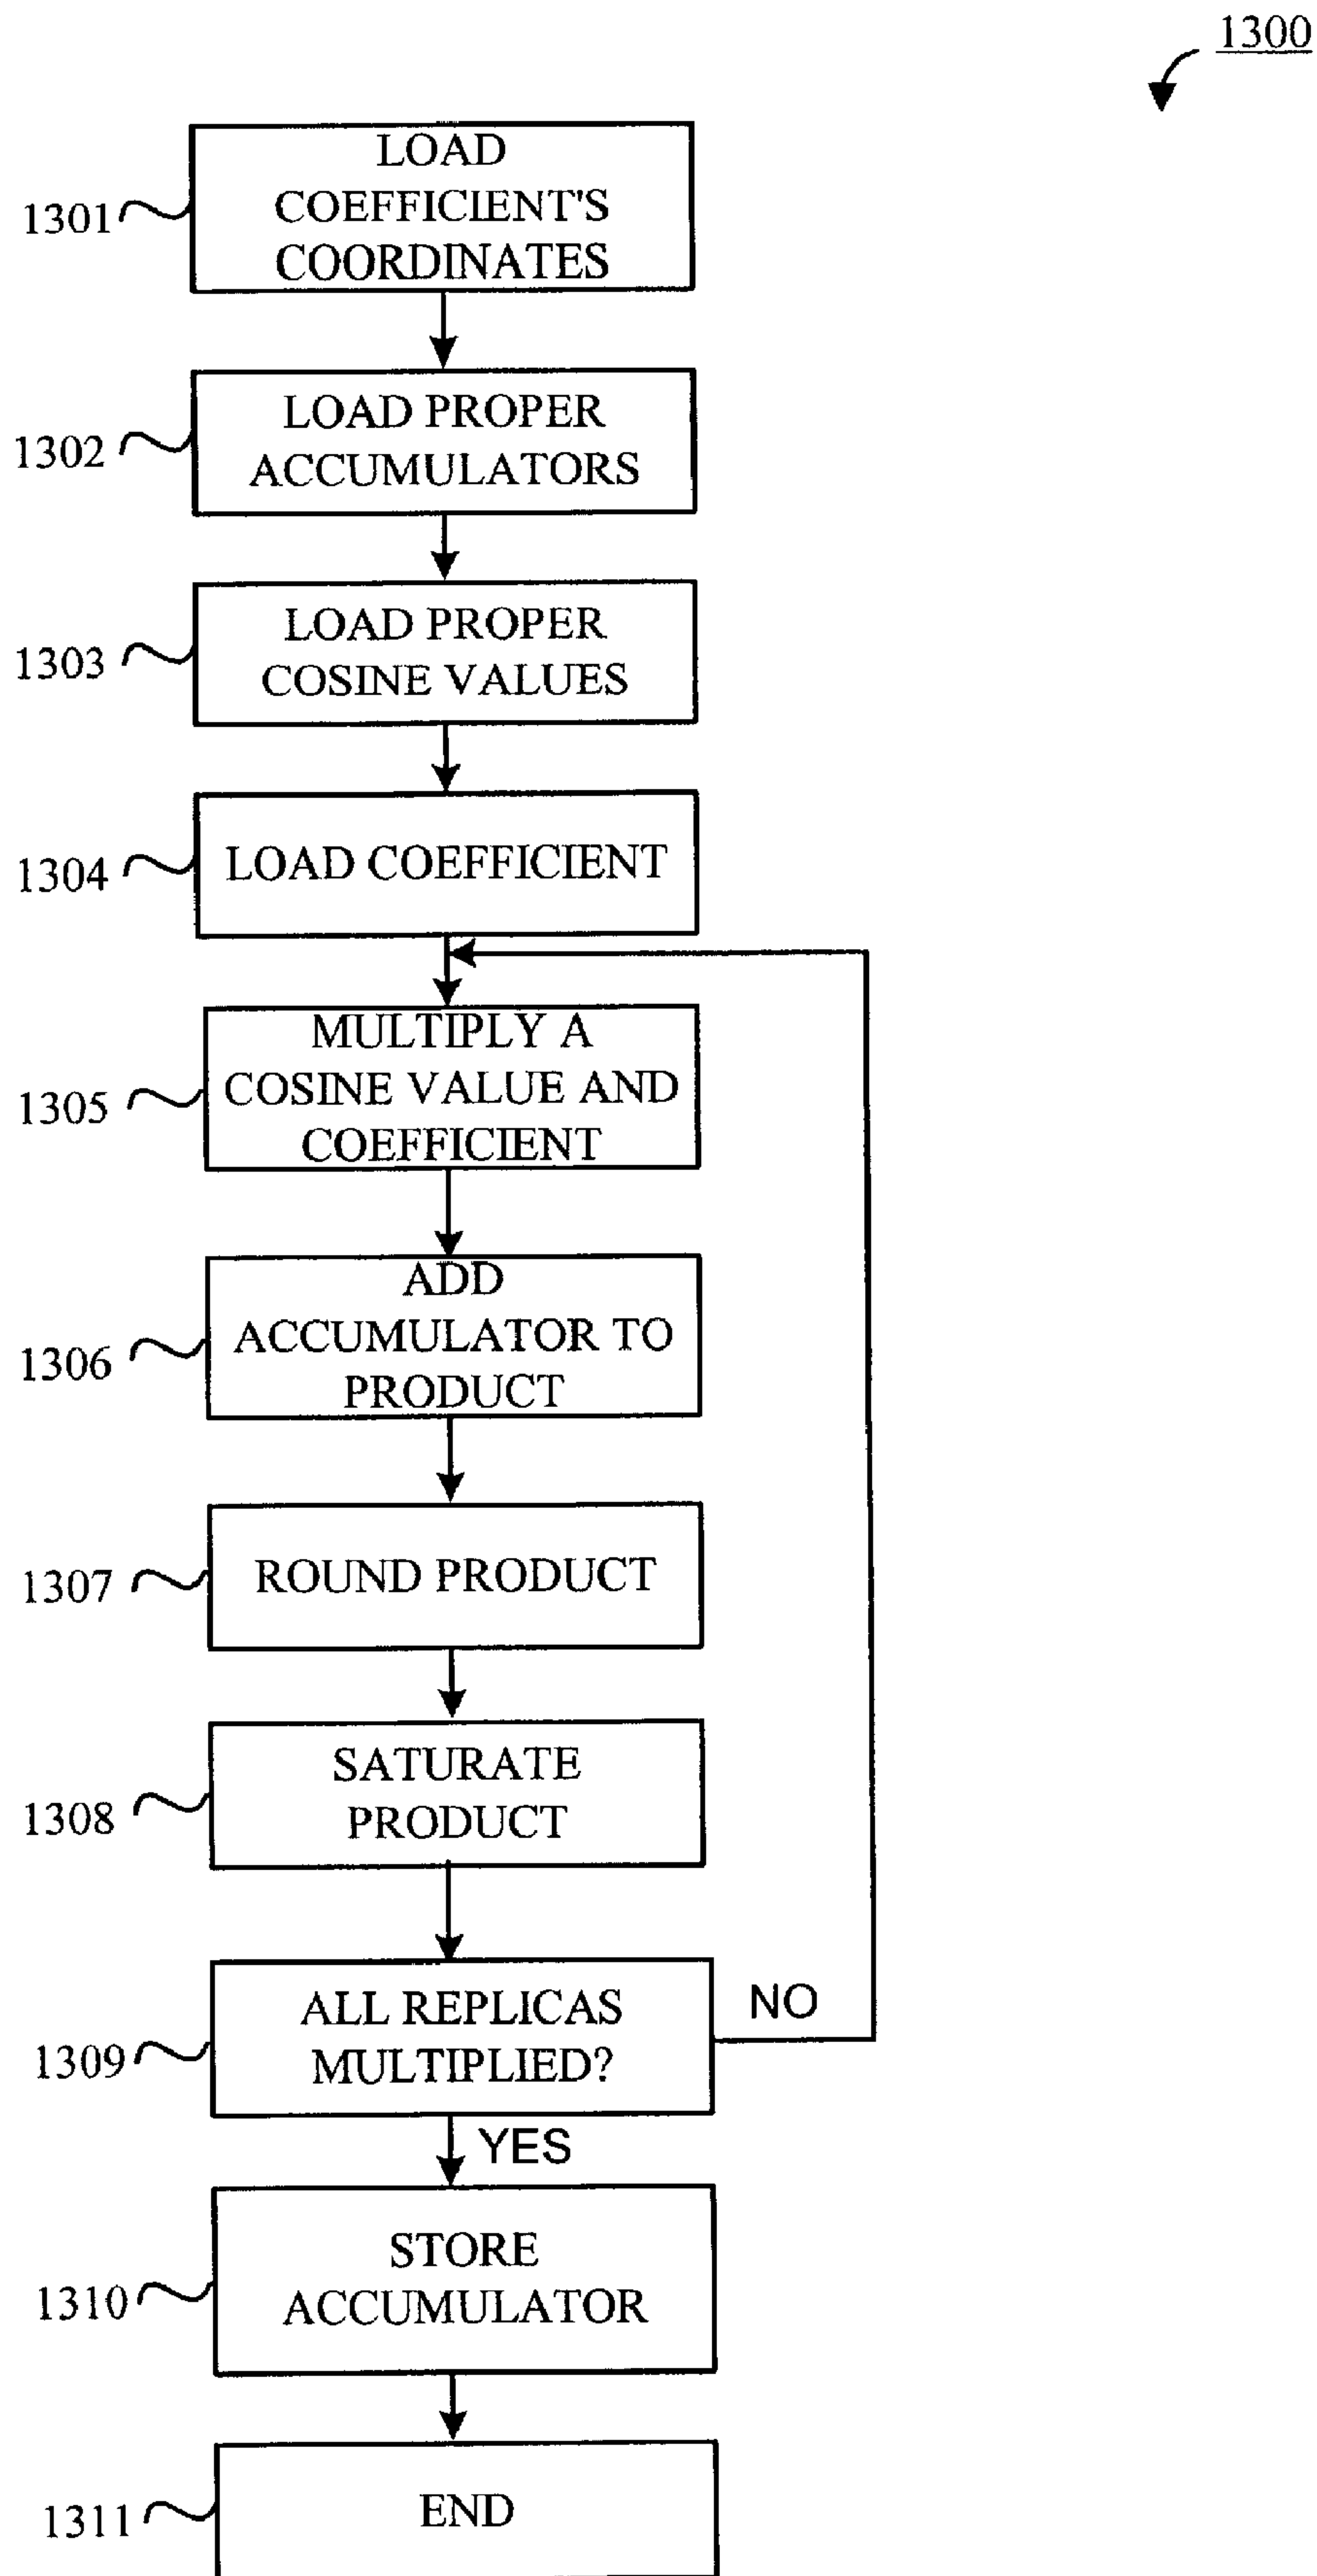 1300
LOAD
COEFFICIENT'S
COORDINATES
1301
LOAD PROPER
ACCUMULATORS
1302
LOAD PROPER
COSINE VALUES
1303
LOAD COEFFICIENT
1304
MULTIPLY A
COSINE VALUE AND
COEFFICIENT
1305
ADD
ACCUMULATOR TO
PRODUCT
1306
ROUND PRODUCT
1307
SATURATE
PRODUCT
1308
ALL REPLICAS
MULTIPLIED?
1309
NO
YES
STORE
ACCUMULATOR
1310
END
1311